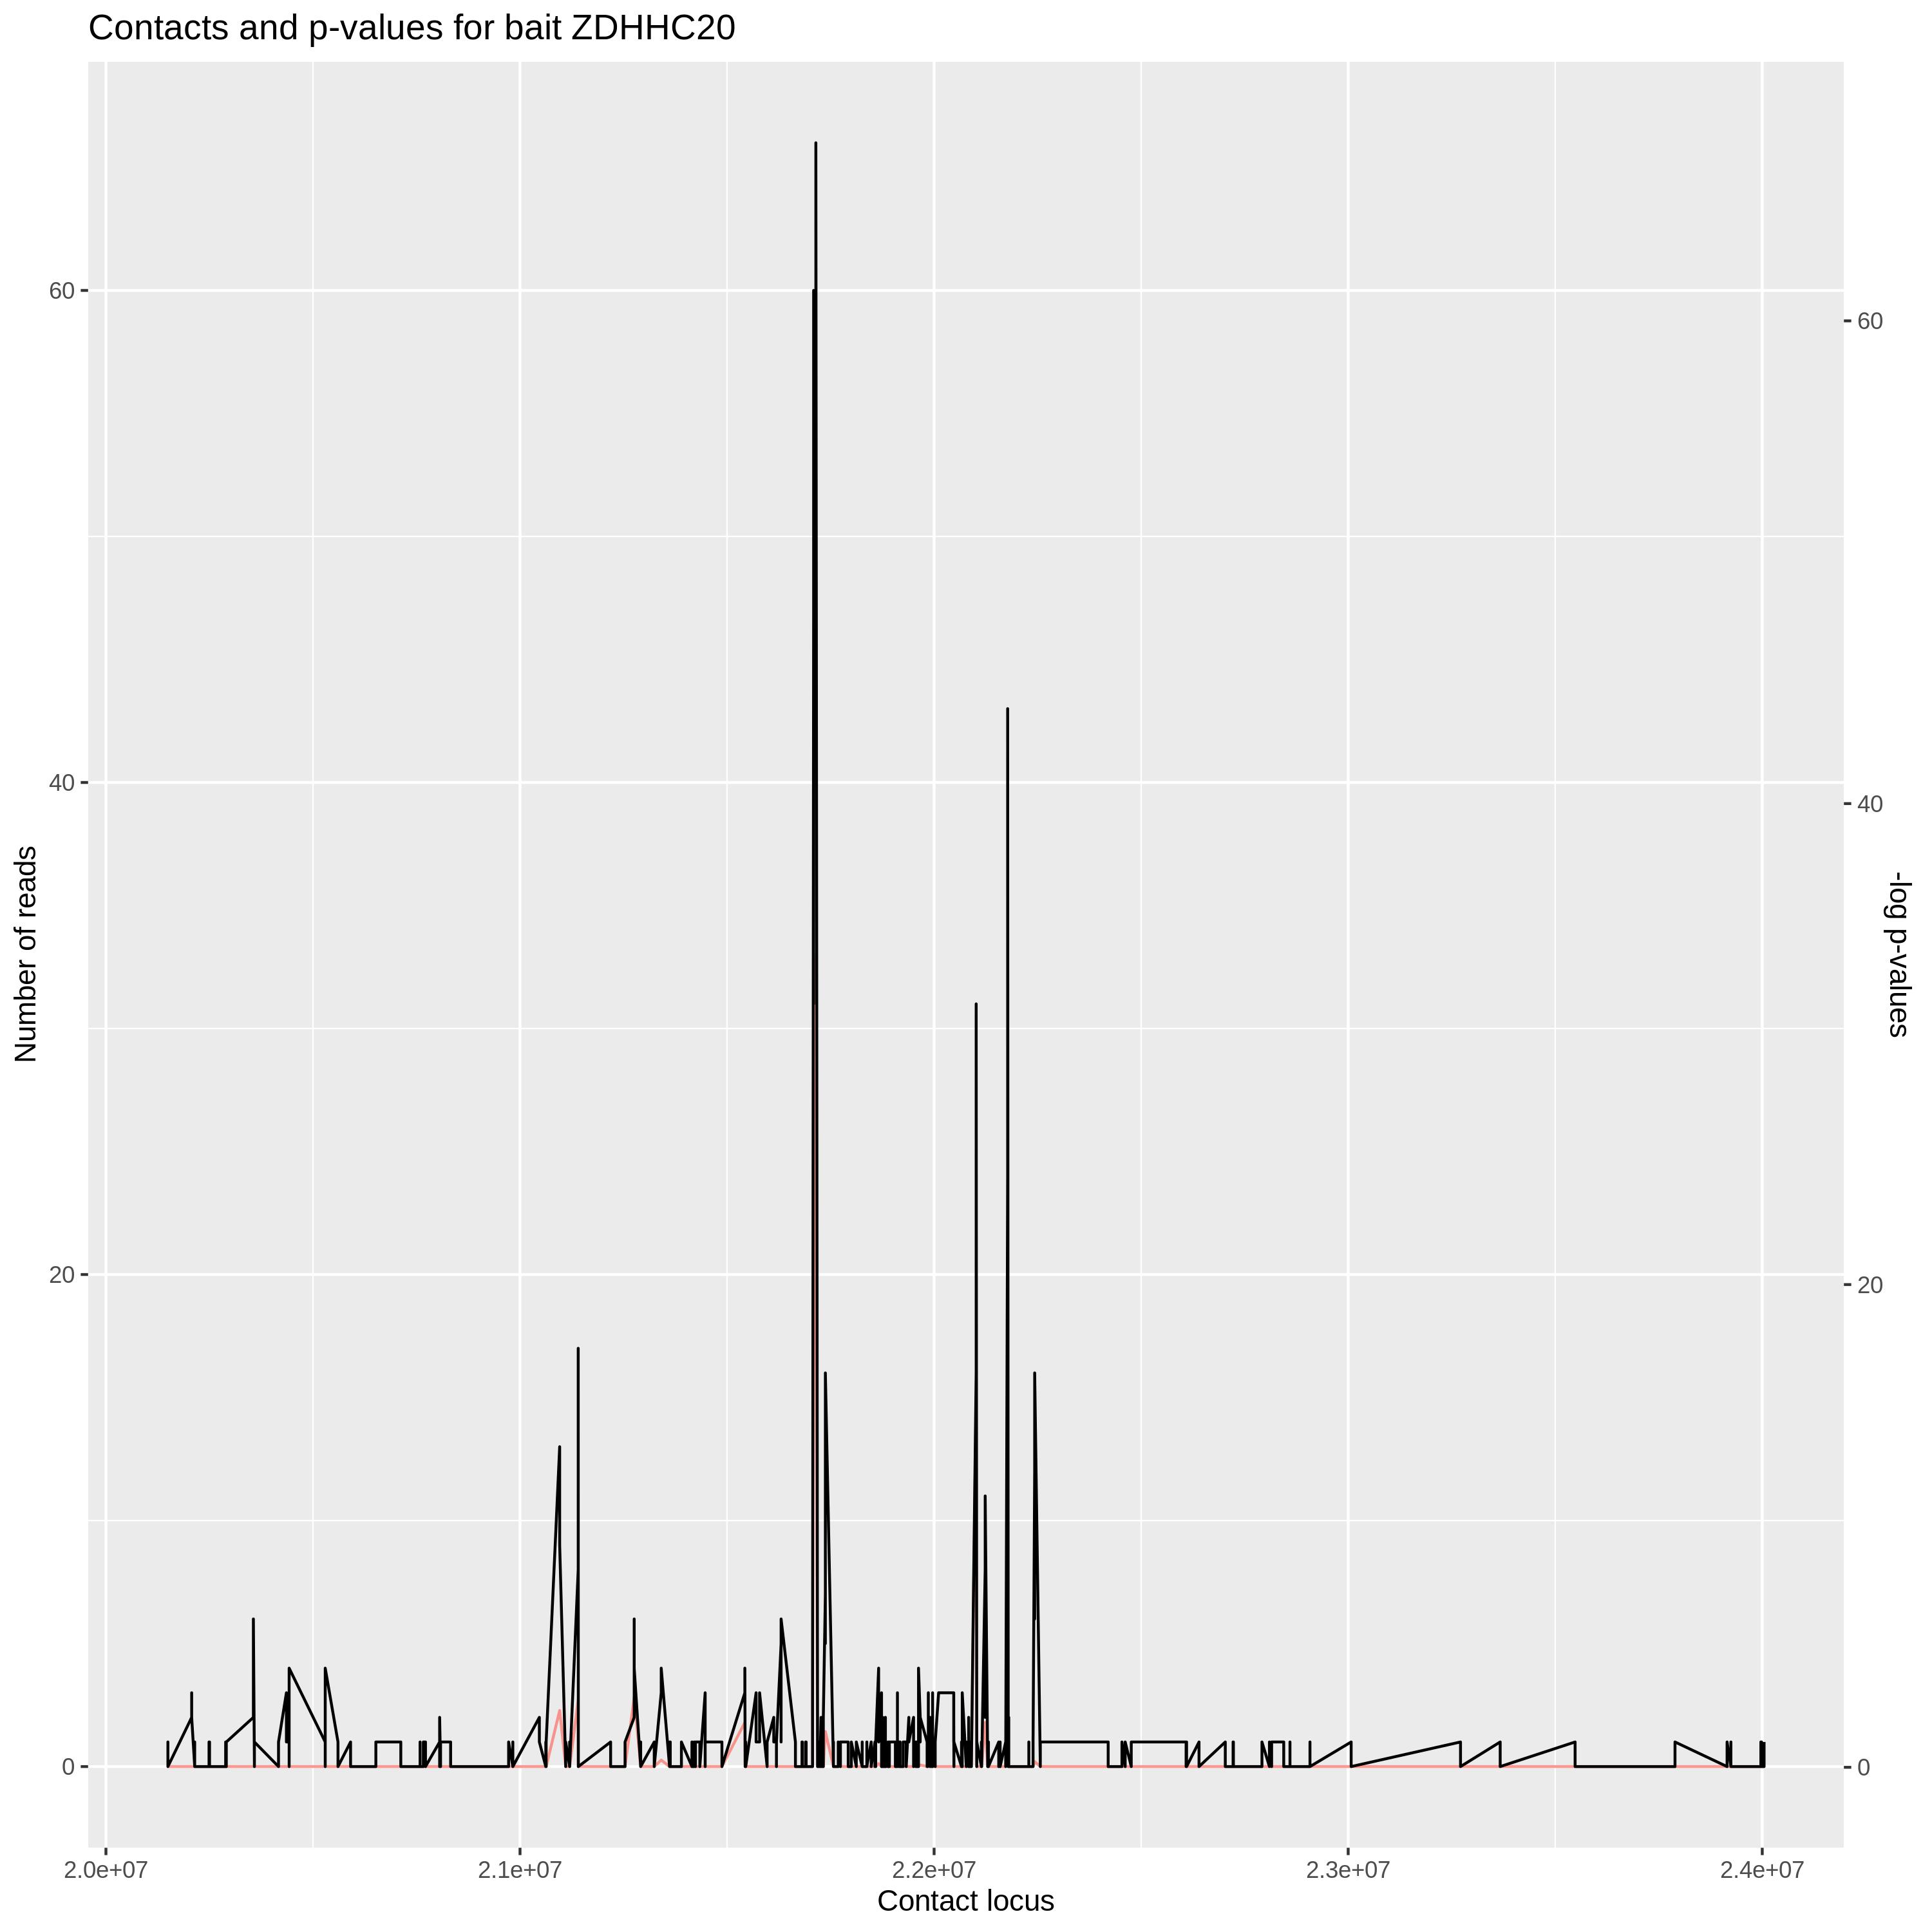 Contacts and p-values for bait ZDHHC20
Number of reads
60
40
20
0
60
40
20
0
-log p-values
2.0e+07
2.1e+07
2.2e+07
2.3e+07
2.4e+07
Contact locus